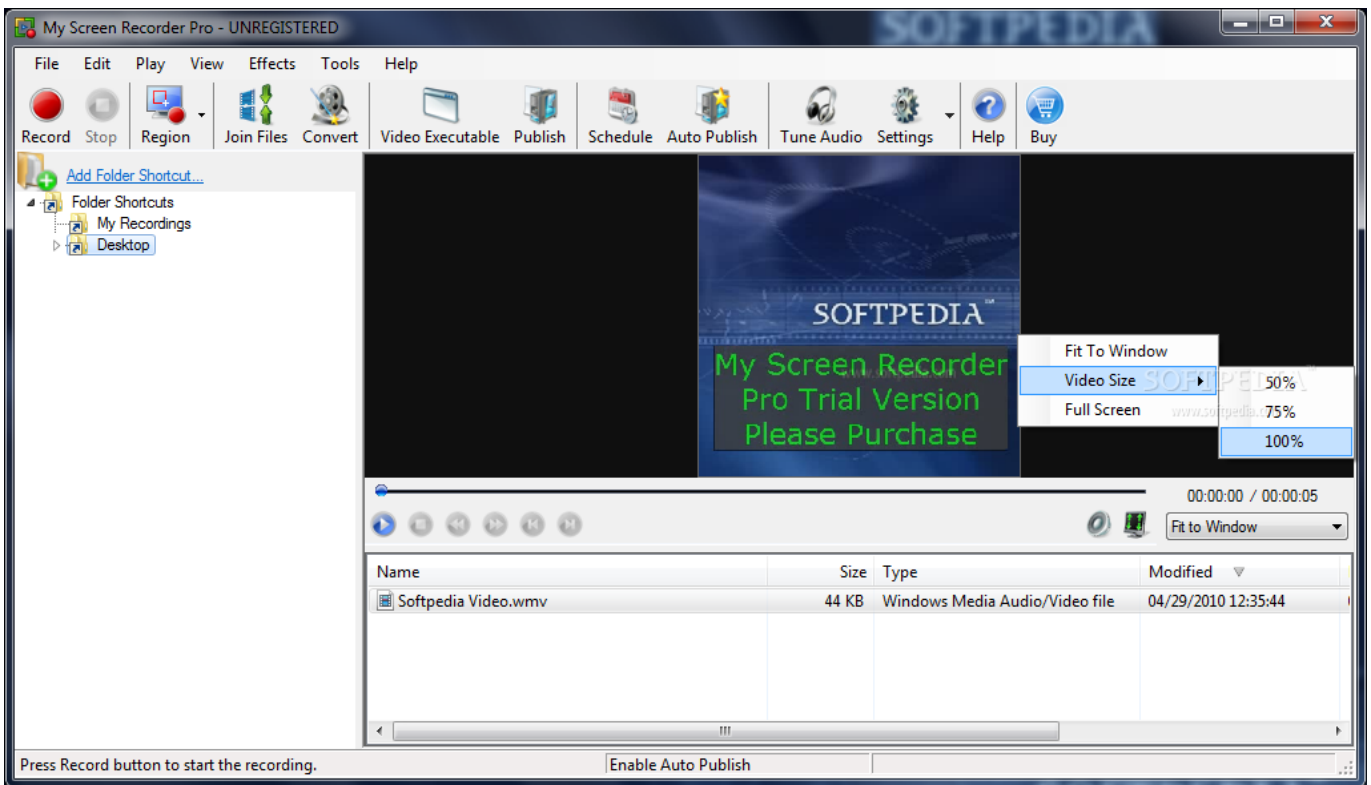 My Screen Recorder Pro - UNREGISTERED
SOFTPEDIA
File Edit Play View Effects Tools Help
Record Stop Region Join Files Convert Video Executable Publish Schedule Auto Publish Tune Audio Settings Help Buy
Add Folder Shortcut...
Folder Shortcuts
My Recordings
Desktop
SOFTPEDIA™
My Screen Recorder
Pro Trial Version
Please Purchase
Fit To Window
Video Size
Full Screen
SOFTPEDIA™
www.softpedia.com
50%
75%
100%
00:00:00 / 00:00:05
Fit to Window
Name Size Type Modified
Softpedia Video.wmv 44 KB Windows Media Audio/Video file 04/29/2010 12:35:44
Press Record button to start the recording. Enable Auto Publish